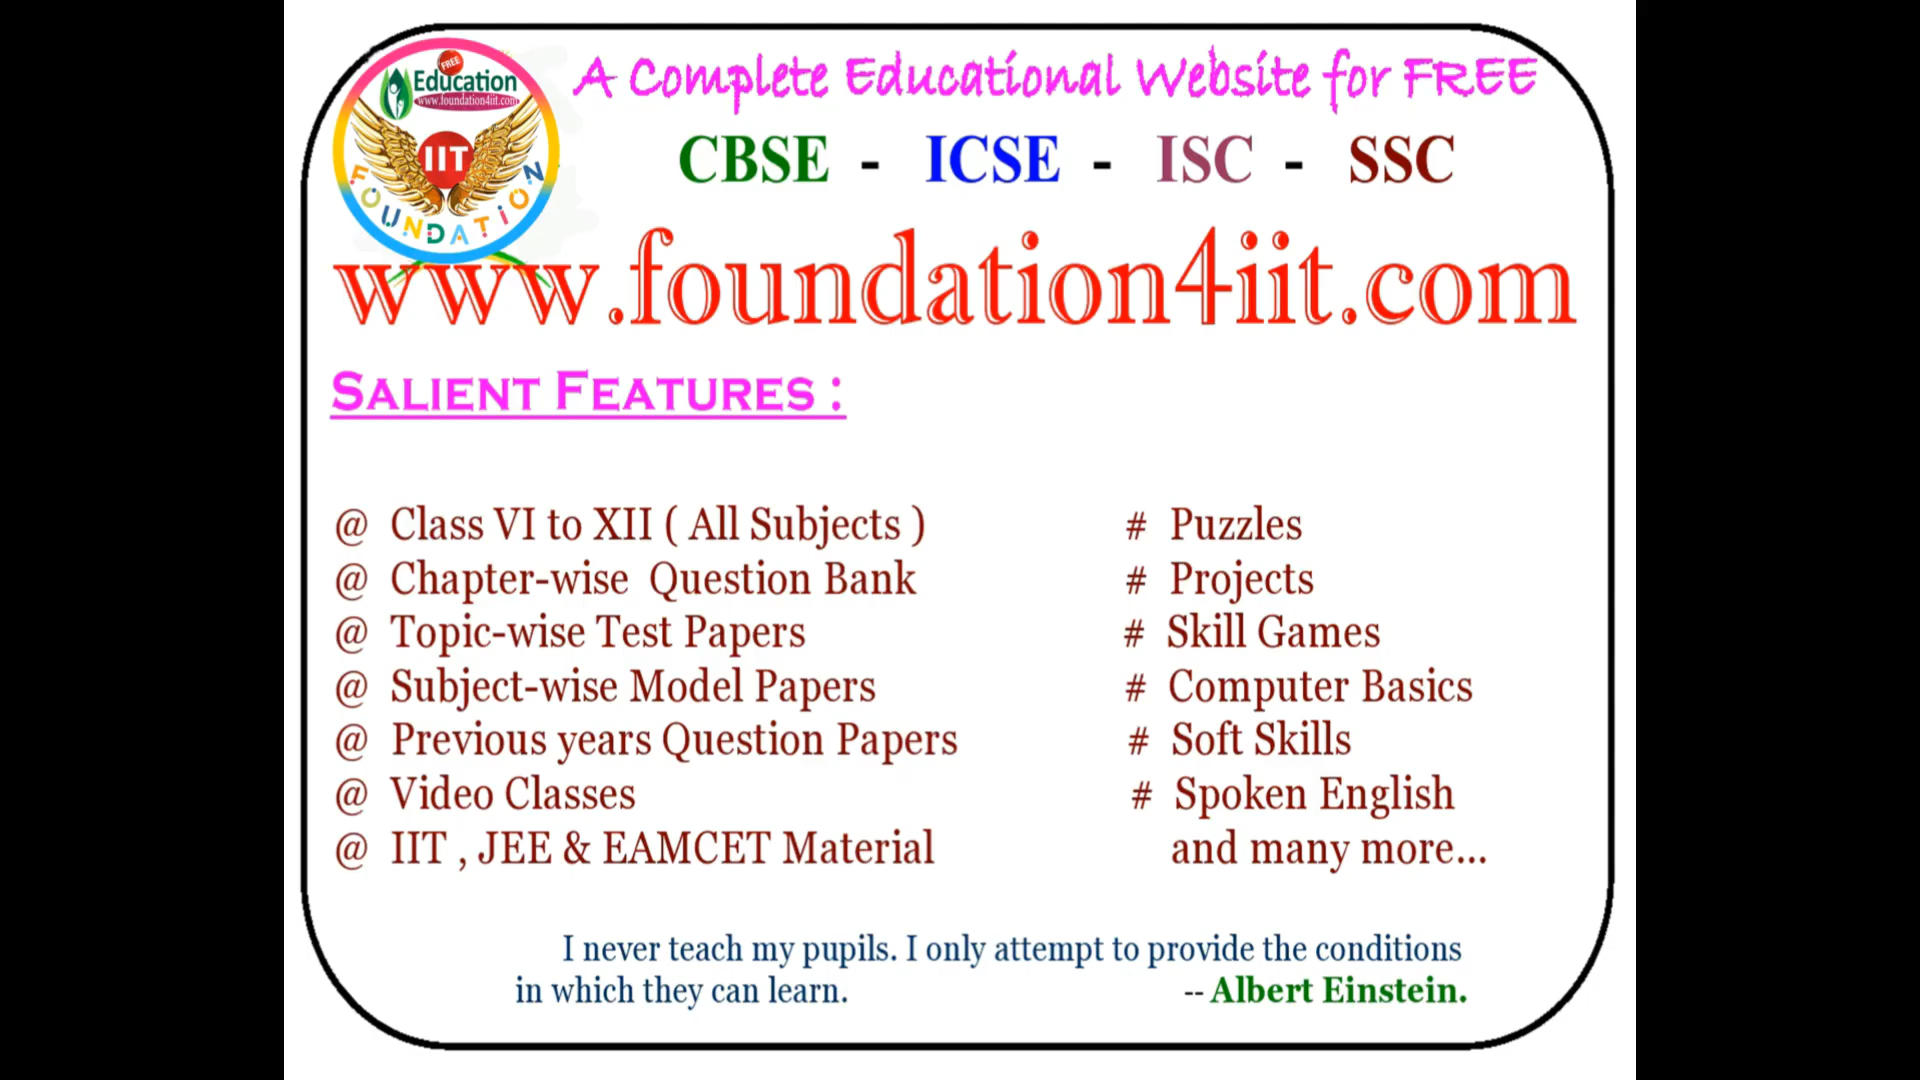 FREE
Education
www.foundation4iit.com
IIT
FOUNDATION
A Complete Educational Website for FREE
CBSE - ICSE - ISC - SSC
www.foundation4iit.com
SALIENT FEATURES :
@ Class VI to XII ( All Subjects )
@ Chapter-wise Question Bank
@ Topic-wise Test Papers
@ Subject-wise Model Papers
@ Previous years Question Papers
@ Video Classes
@ IIT , JEE & EAMCET Material
# Puzzles
# Projects
# Skill Games
# Computer Basics
# Soft Skills
# Spoken English
and many more...
I never teach my pupils. I only attempt to provide the conditions
in which they can learn. -- Albert Einstein.